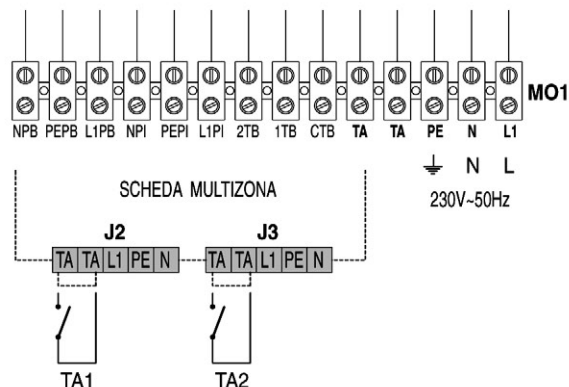 MO1
NPB PEPB L1PB NPI PEPI L1PI 2TB 1TB CTB TA TA PE N L1
N L
230V~50Hz
SCHEDA MULTIZONA
J2 J3
TA TA L1 PE N TA TA L1 PE N
TA1 TA2